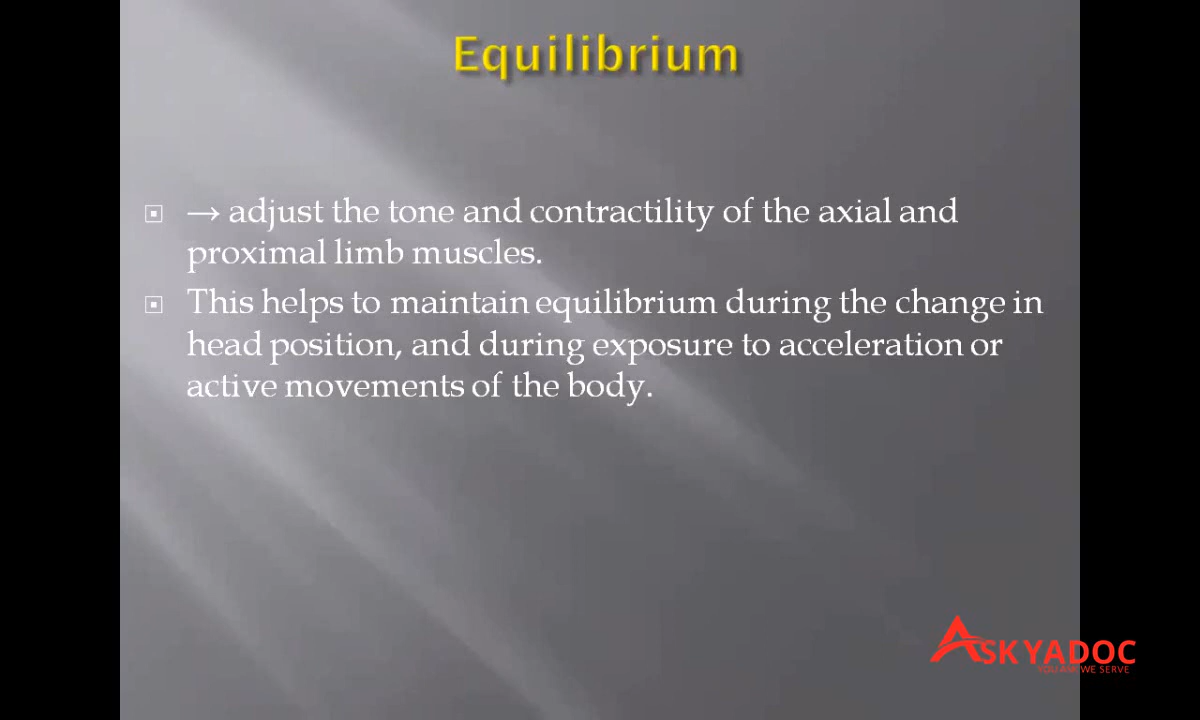 Equilibrium
→ adjust the tone and contractility of the axial and
proximal limb muscles.
This helps to maintain equilibrium during the change in
head position, and during exposure to acceleration or
active movements of the body.
ASKYADOC